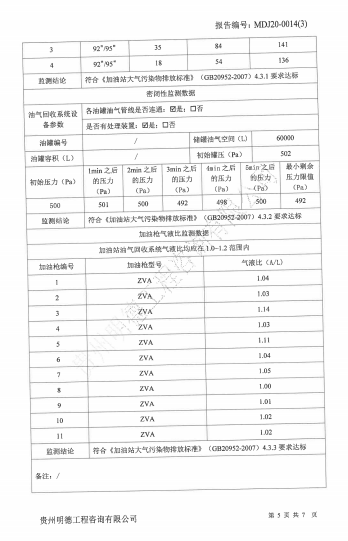 报告编号：MDJ20-0014(3)
3 92#/95# 35 84 141
4 92#/95# 18 54 136
监测结论 符合《加油站大气污染物排放标准》（GB20952-2007）4.3.1 要求达标
密闭性监测数据
油气回收系统设备参数 各油罐油气管线是否连通：☑是；☐否
是否有处理装置：☑是；☐否
油罐编号 / 储罐油气空间（L） 60000
油罐容积（L） / 初始罐压（Pa） 502
初始压力（Pa） 1min 之后的压力（Pa） 2min 之后的压力（Pa） 3min 之后的压力（Pa） 4min 之后的压力（Pa） 5min 之后的压力（Pa） 最小剩余压力限值（Pa）
500 501 500 492 498 500 492
监测结论 符合《加油站大气污染物排放标准》（GB20952-2007）4.3.2 要求达标
加油枪气液比监测数据
加油站油气回收系统气液比均应在 1.0~1.2 范围内
加油枪编号 加油枪型号 气液比（A/L）
1 ZVA 1.04
2 ZVA 1.03
3 ZVA 1.14
4 ZVA 1.03
5 ZVA 1.11
6 ZVA 1.04
7 ZVA 1.05
8 ZVA 1.00
9 ZVA 1.01
10 ZVA 1.02
11 ZVA 1.02
监测结论 符合《加油站大气污染物排放标准》（GB20952-2007）4.3.3 要求达标
备注：/
贵州明德工程咨询有限公司
第 5 页 共 7 页